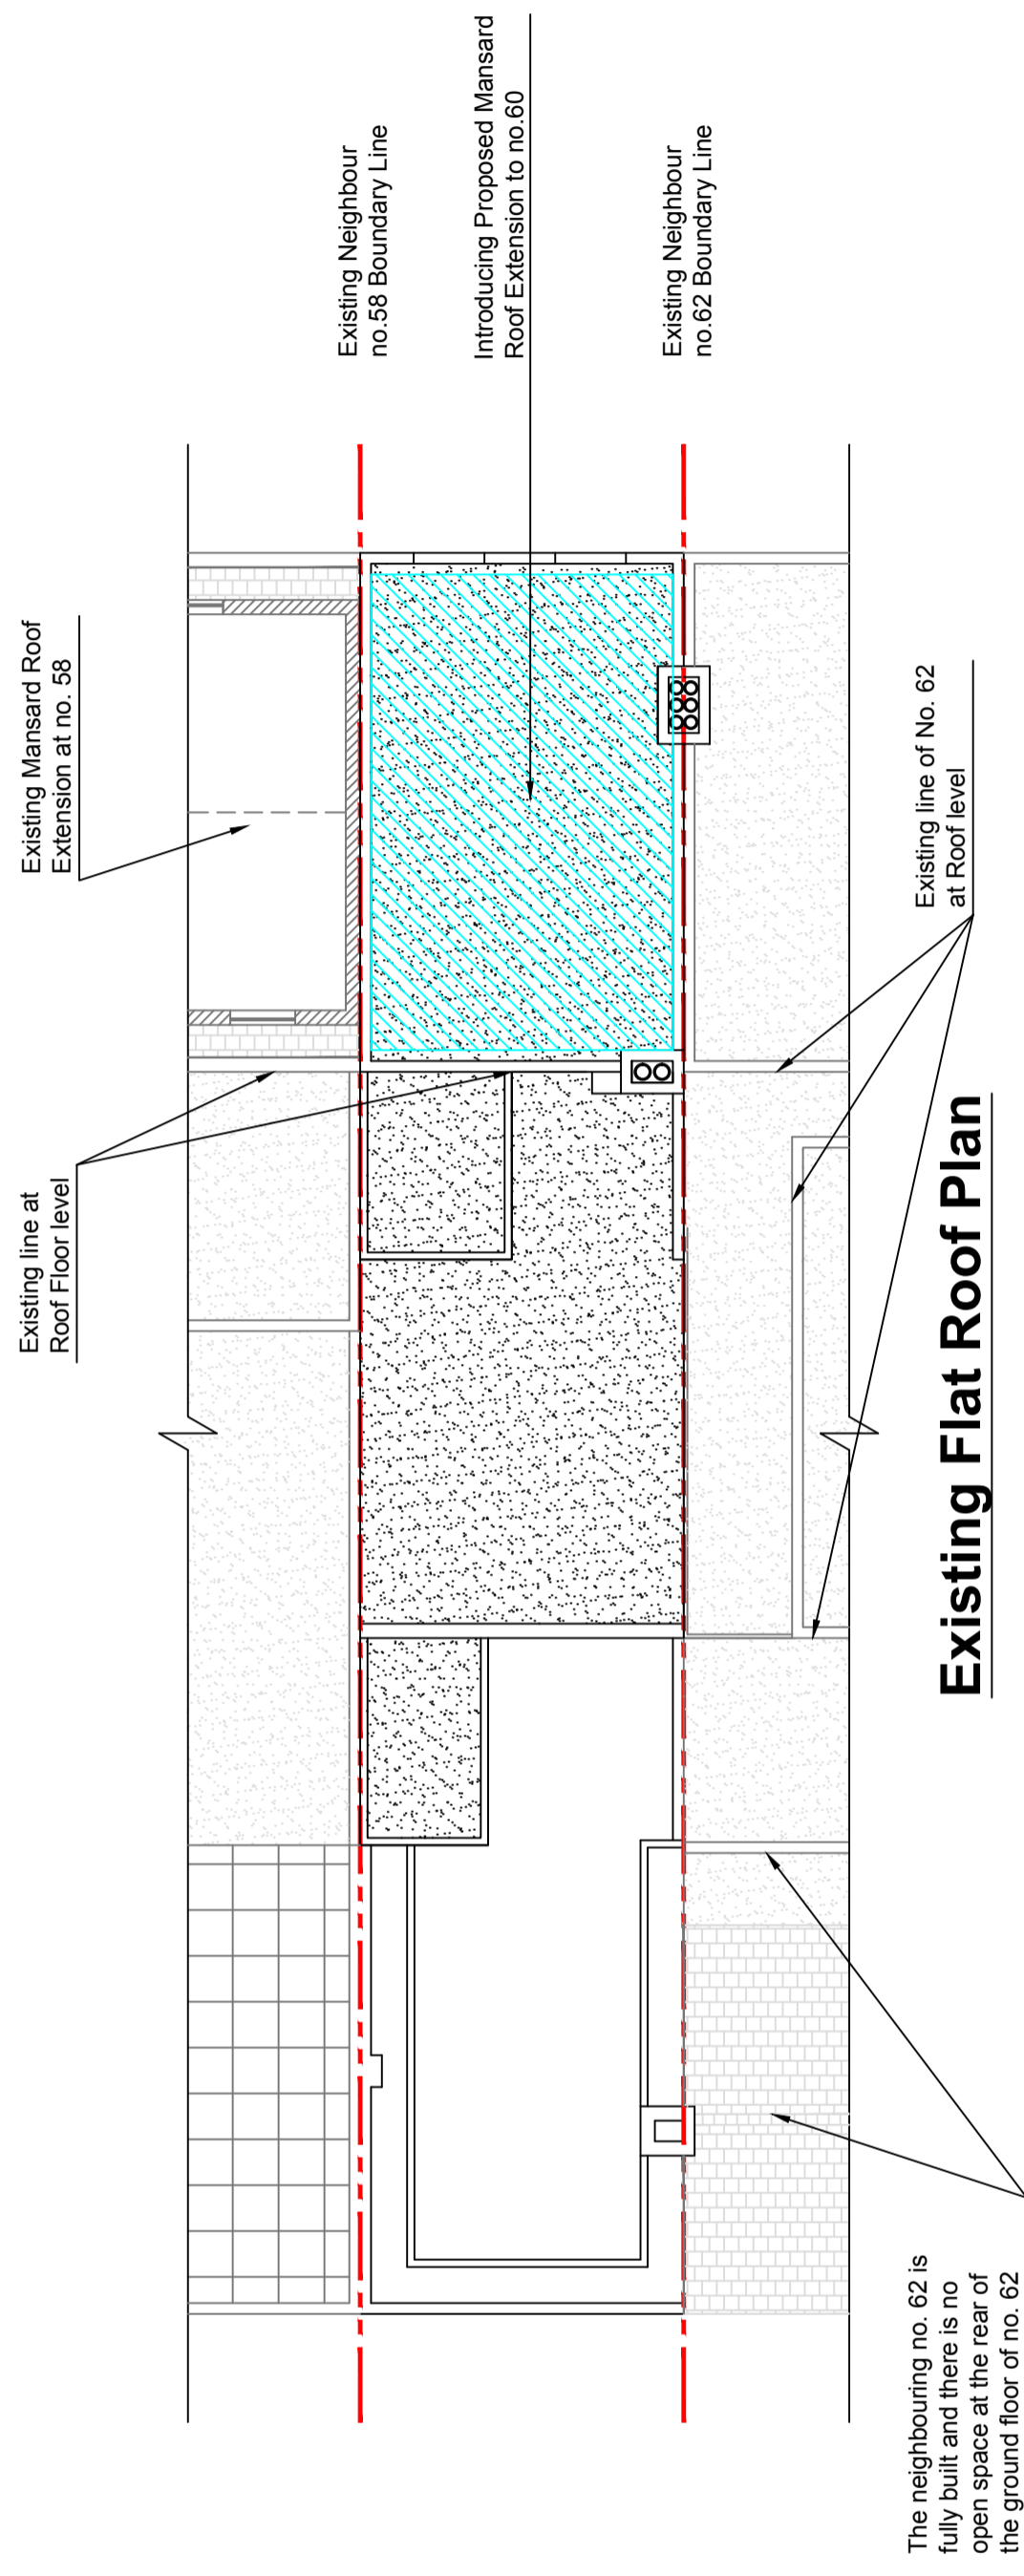 Existing Mansard Roof
Extension at no. 58
Existing line at
Roof Floor level
Existing Neighbour
no.58 Boundary Line
Introducing Proposed Mansard
Roof Extension to no.60
Existing Neighbour
no.62 Boundary Line
Existing line of No. 62
at Roof level
The neighbouring no. 62 is
fully built and there is no
open space at the rear of
the ground floor of no. 62
Existing Flat Roof Plan